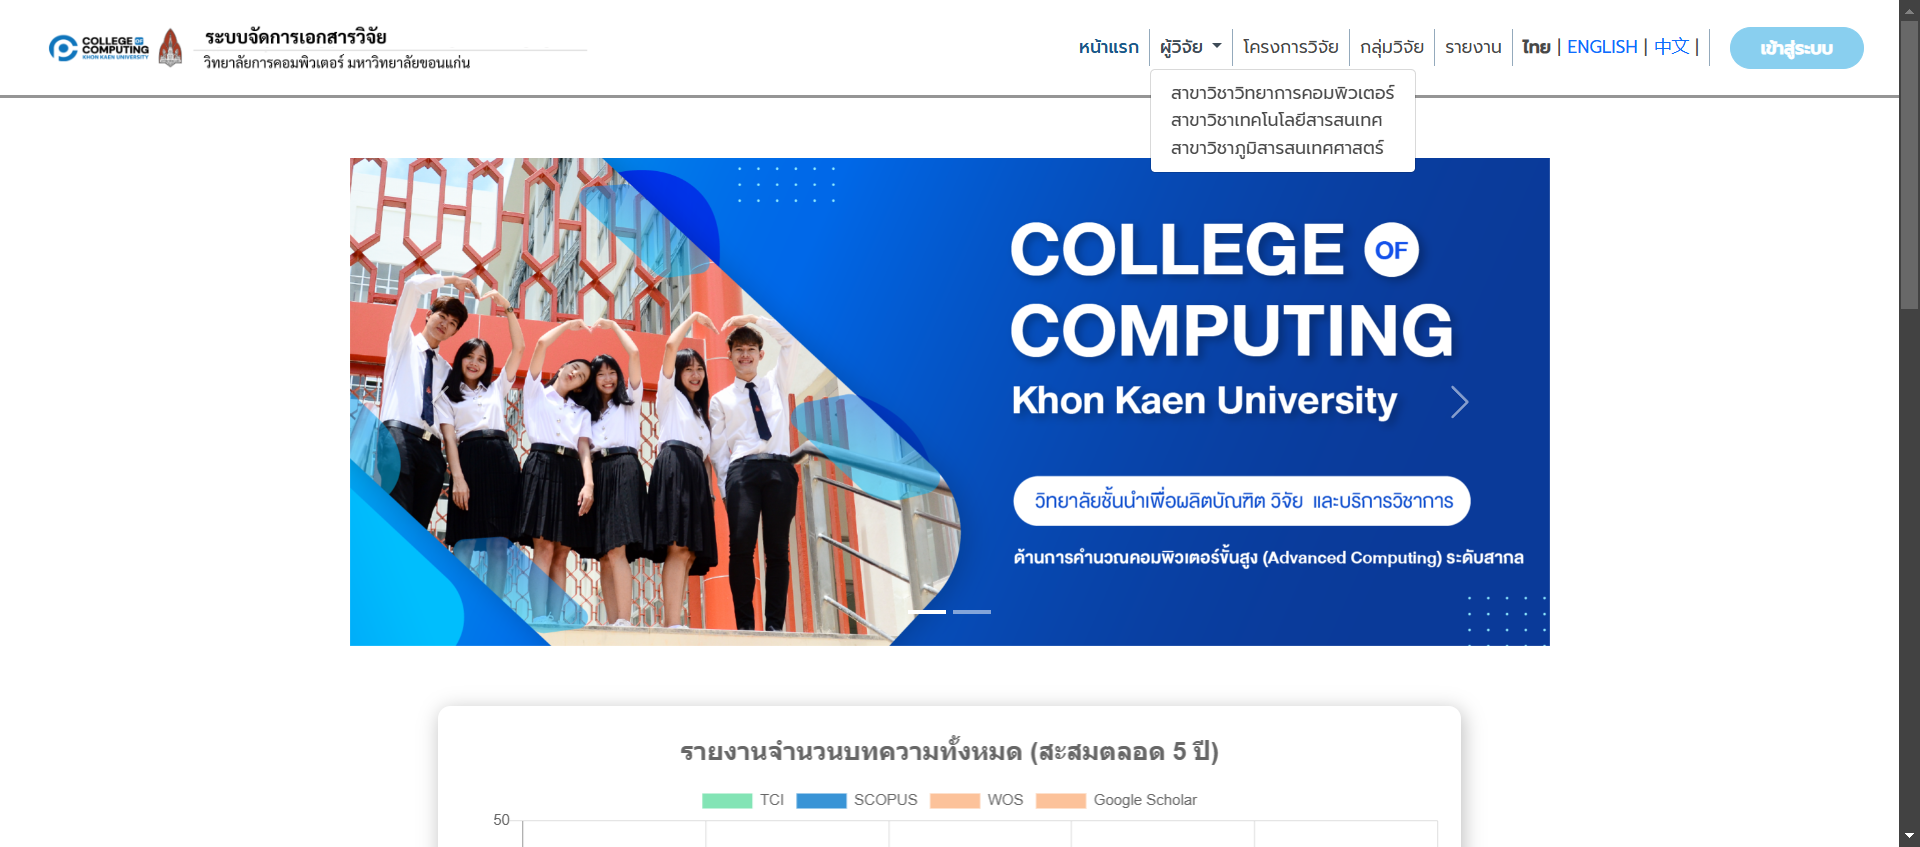 COLLEGE OF
COMPUTING
KHON KAEN UNIVERSITY
ระบบจัดการเอกสารวิจัย
วิทยาลัยการคอมพิวเตอร์ มหาวิทยาลัยขอนแก่น
หน้าแรก ผู้วิจัย โครงการวิจัย กลุ่มวิจัย รายงาน ไทย | ENGLISH | 中文 | เข้าสู่ระบบ
สาขาวิชาวิทยาการคอมพิวเตอร์
สาขาวิชาเทคโนโลยีสารสนเทศ
สาขาวิชาภูมิสารสนเทศศาสตร์
COLLEGE OF
COMPUTING
Khon Kaen University
วิทยาลัยชั้นนำเพื่อผลิตบัณฑิต วิจัย และบริการวิชาการ
ด้านการคำนวณคอมพิวเตอร์ขั้นสูง (Advanced Computing) ระดับสากล
รายงานจำนวนบทความทั้งหมด (สะสมตลอด 5 ปี)
TCI SCOPUS WOS Google Scholar
50